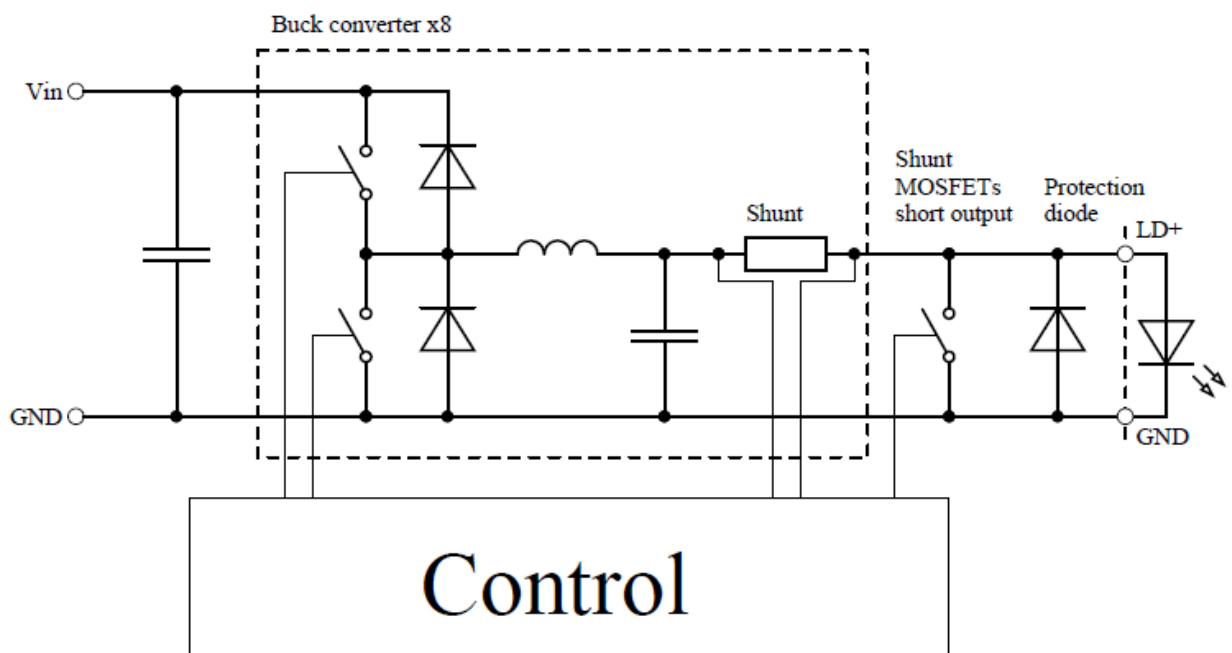 Buck converter x8
Vin
Shunt
MOSFETs
short output
Protection
diode
Shunt
LD+
GND
GND
Control